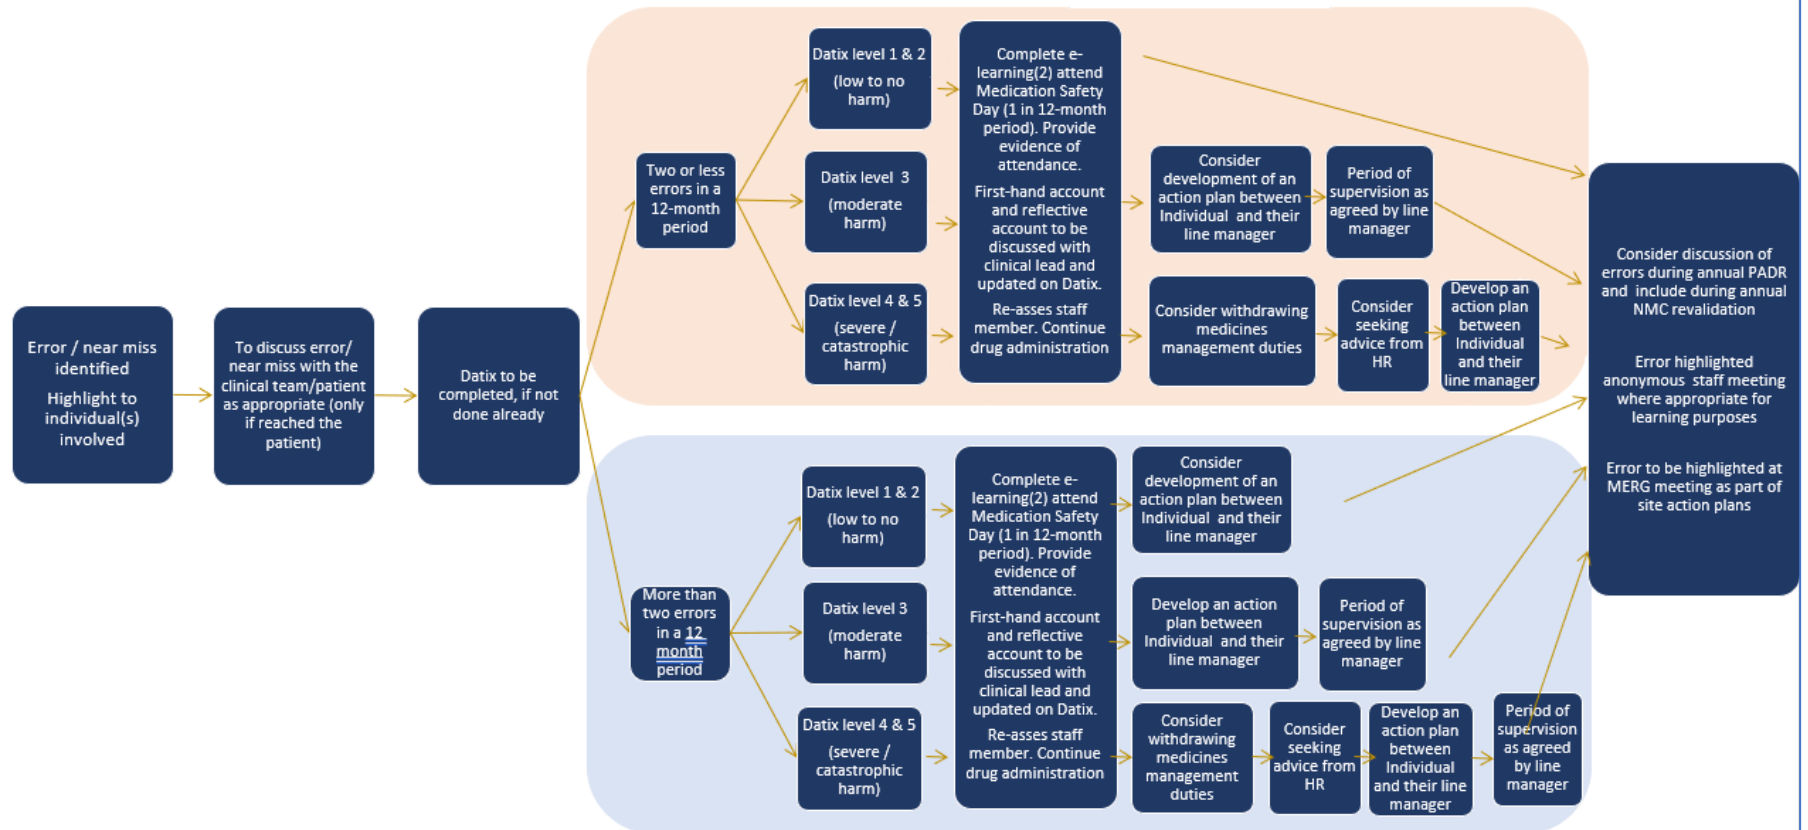 Error / near miss
identified
Highlight to
individual(s)
involved
To discuss error/
near miss with the
clinical team/patient
as appropriate (only
if reached the
patient)
Datix to be
completed, if not
done already
Two or less
errors in a
12-month
period
Datix level 1 & 2
(low to no
harm)
Datix level  3
(moderate
harm)
Datix level 4 & 5
(severe /
catastrophic
harm)
Complete e-
learning(2) attend
Medication Safety
Day (1 in 12-month
period). Provide
evidence of
attendance.
First-hand account
and reflective
account to be
discussed with
clinical lead and
updated on Datix.
Re-asses staff
member. Continue
drug administration
Consider
development of an
action plan between
Individual  and their
line manager
Period of
supervision as
agreed by line
manager
Consider withdrawing
medicines
management duties
Consider
seeking
advice from
HR
Develop an
action plan
between
Individual
and their
line manager
More than
two errors
in a 12
month
period
Datix level 1 & 2
(low to no
harm)
Datix level 3
(moderate
harm)
Datix level 4 & 5
(severe /
catastrophic
harm)
Complete e-
learning(2) attend
Medication Safety
Day (1 in 12-month
period). Provide
evidence of
attendance.
First-hand account
and reflective
account to be
discussed with
clinical lead and
updated on Datix.
Re-asses staff
member. Continue
drug administration
Consider
development of an
action plan between
Individual  and their
line manager
Develop an action
plan between
Individual  and their
line manager
Period of
supervision as
agreed by line
manager
Consider
withdrawing
medicines
management
duties
Consider
seeking
advice from
HR
Develop an
action plan
between
Individual
and their line
manager
Period of
supervision
as agreed
by line
manager
Consider discussion of
errors during annual PADR
and  include during annual
NMC revalidation
Error highlighted
anonymous  staff meeting
where appropriate for
learning purposes
Error to be highlighted at
MERG meeting as part of
site action plans